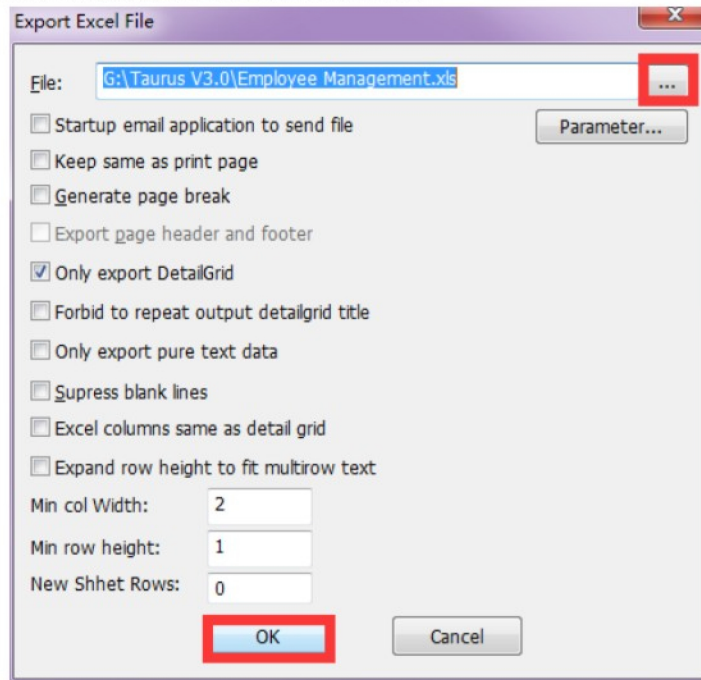 Export Excel File
X
File: G:\Taurus V3.0\Employee Management.xls ...
Startup email application to send file Parameter...
Keep same as print page
Generate page break
Export page header and footer
Only export DetailGrid
Forbid to repeat output detailgrid title
Only export pure text data
Supress blank lines
Excel columns same as detail grid
Expand row height to fit multirow text
Min col Width: 2
Min row height: 1
New Shhet Rows: 0
OK Cancel